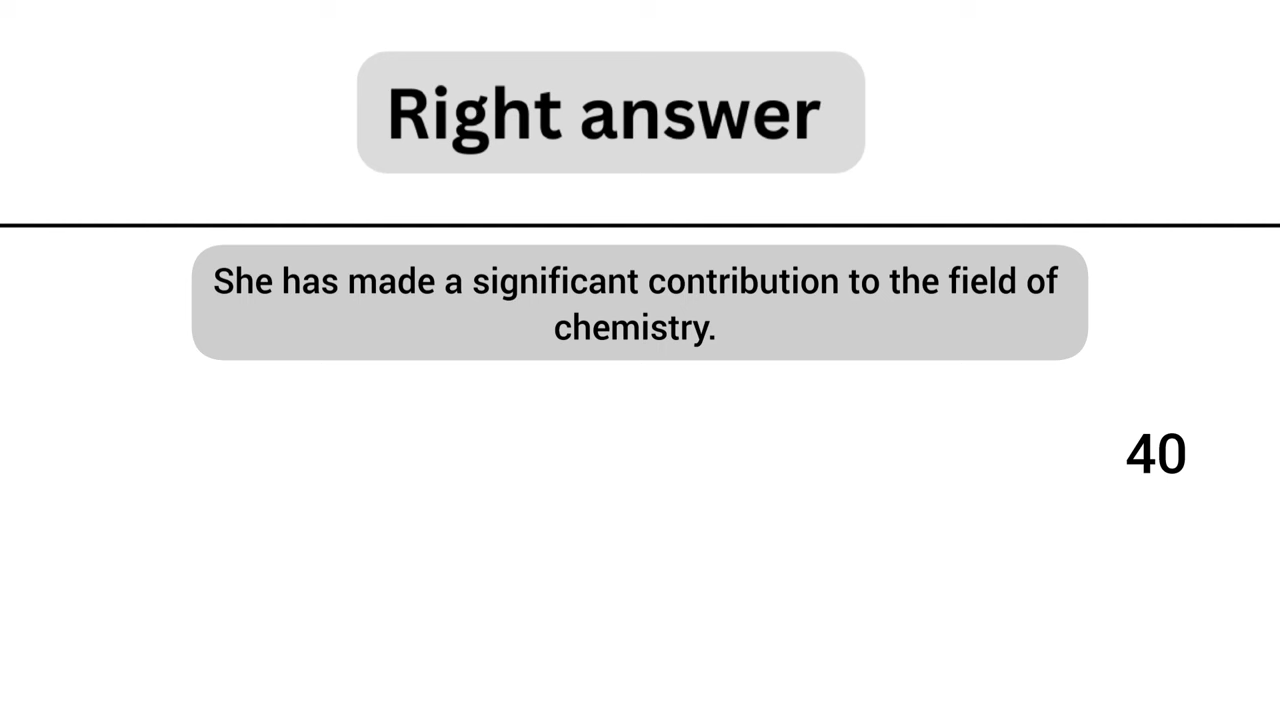 Right answer
She has made a significant contribution to the field of
chemistry.
40